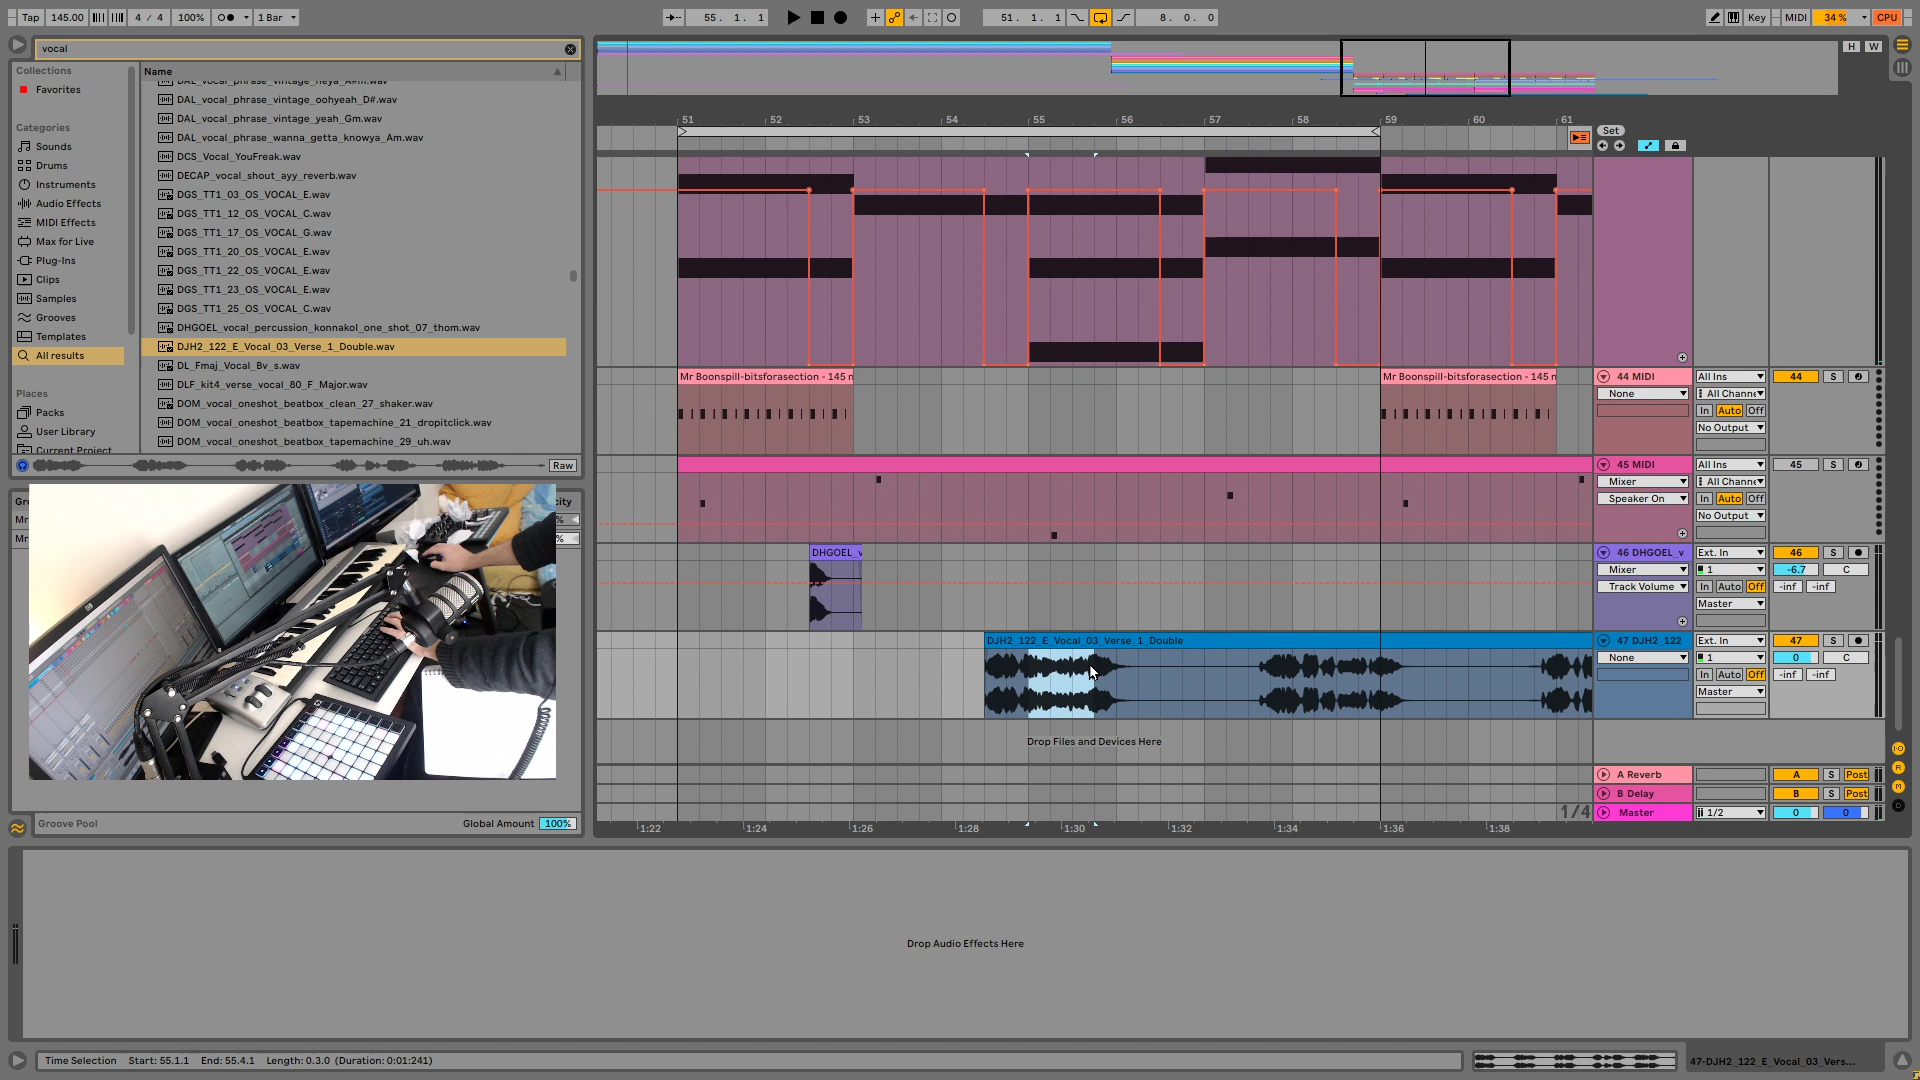 Tap 145.00 4 / 4 100% 1 Bar 55. 1. 1 51. 1. 1 8. 0. 0 Key MIDI 34 % CPU
vocal
H W
Collections
Favorites
Categories
Sounds
Drums
Instruments
Audio Effects
MIDI Effects
Max for Live
Plug-Ins
Clips
Samples
Grooves
Templates
All results
Places
Packs
User Library
Current Project
Name
DAL_vocal_phrase_vintage_heya_A#m.wav
DAL_vocal_phrase_vintage_oohyeah_D#.wav
DAL_vocal_phrase_vintage_yeah_Gm.wav
DAL_vocal_phrase_wanna_getta_knowya_Am.wav
DCS_Vocal_YouFreak.wav
DECAP_vocal_shout_ayy_reverb.wav
DGS_TT1_03_OS_VOCAL_E.wav
DGS_TT1_12_OS_VOCAL_C.wav
DGS_TT1_17_OS_VOCAL_G.wav
DGS_TT1_20_OS_VOCAL_E.wav
DGS_TT1_22_OS_VOCAL_E.wav
DGS_TT1_23_OS_VOCAL_E.wav
DGS_TT1_25_OS_VOCAL_C.wav
DHGOEL_vocal_percussion_konnakol_one_shot_07_thom.wav
DJH2_122_E_Vocal_03_Verse_1_Double.wav
DL_Fmaj_Vocal_Bv_s.wav
DLF_kit4_verse_vocal_80_F_Major.wav
DOM_vocal_oneshot_beatbox_clean_27_shaker.wav
DOM_vocal_oneshot_beatbox_tapemachine_21_dropitclick.wav
DOM_vocal_oneshot_beatbox_tapemachine_29_uh.wav
Raw
Gr
city
Mr %
Mr %
Groove Pool Global Amount 100%
51 52 53 54 55 56 57 58 59 60 61
Set
Mr Boonspill-bitsforasection - 145 Mr Boonspill-bitsforasection - 145
44 MIDI All Ins 44 S
None All Channe
In Auto Off
No Output
45 MIDI All Ins 45 S
Mixer All Channe
Speaker On In Auto Off
No Output
DHGOEL_v 46 DHGOEL_v Ext. In 46 S
Mixer 1 -6.7 C
Track Volume In Auto Off -inf -inf
Master
DJH2_122_E_Vocal_03_Verse_1_Double 47 DJH2_122 Ext. In 47 S
None 1 0 C
In Auto Off -inf -inf
Master
Drop Files and Devices Here
A Reverb A S Post
B Delay B S Post
1/4 Master 1/2 0 0
1:22 1:24 1:26 1:28 1:30 1:32 1:34 1:36 1:38
Drop Audio Effects Here
Time Selection Start: 55.1.1 End: 55.4.1 Length: 0.3.0 (Duration: 0:01:241)
47-DJH2_122_E_Vocal_03_Vers...